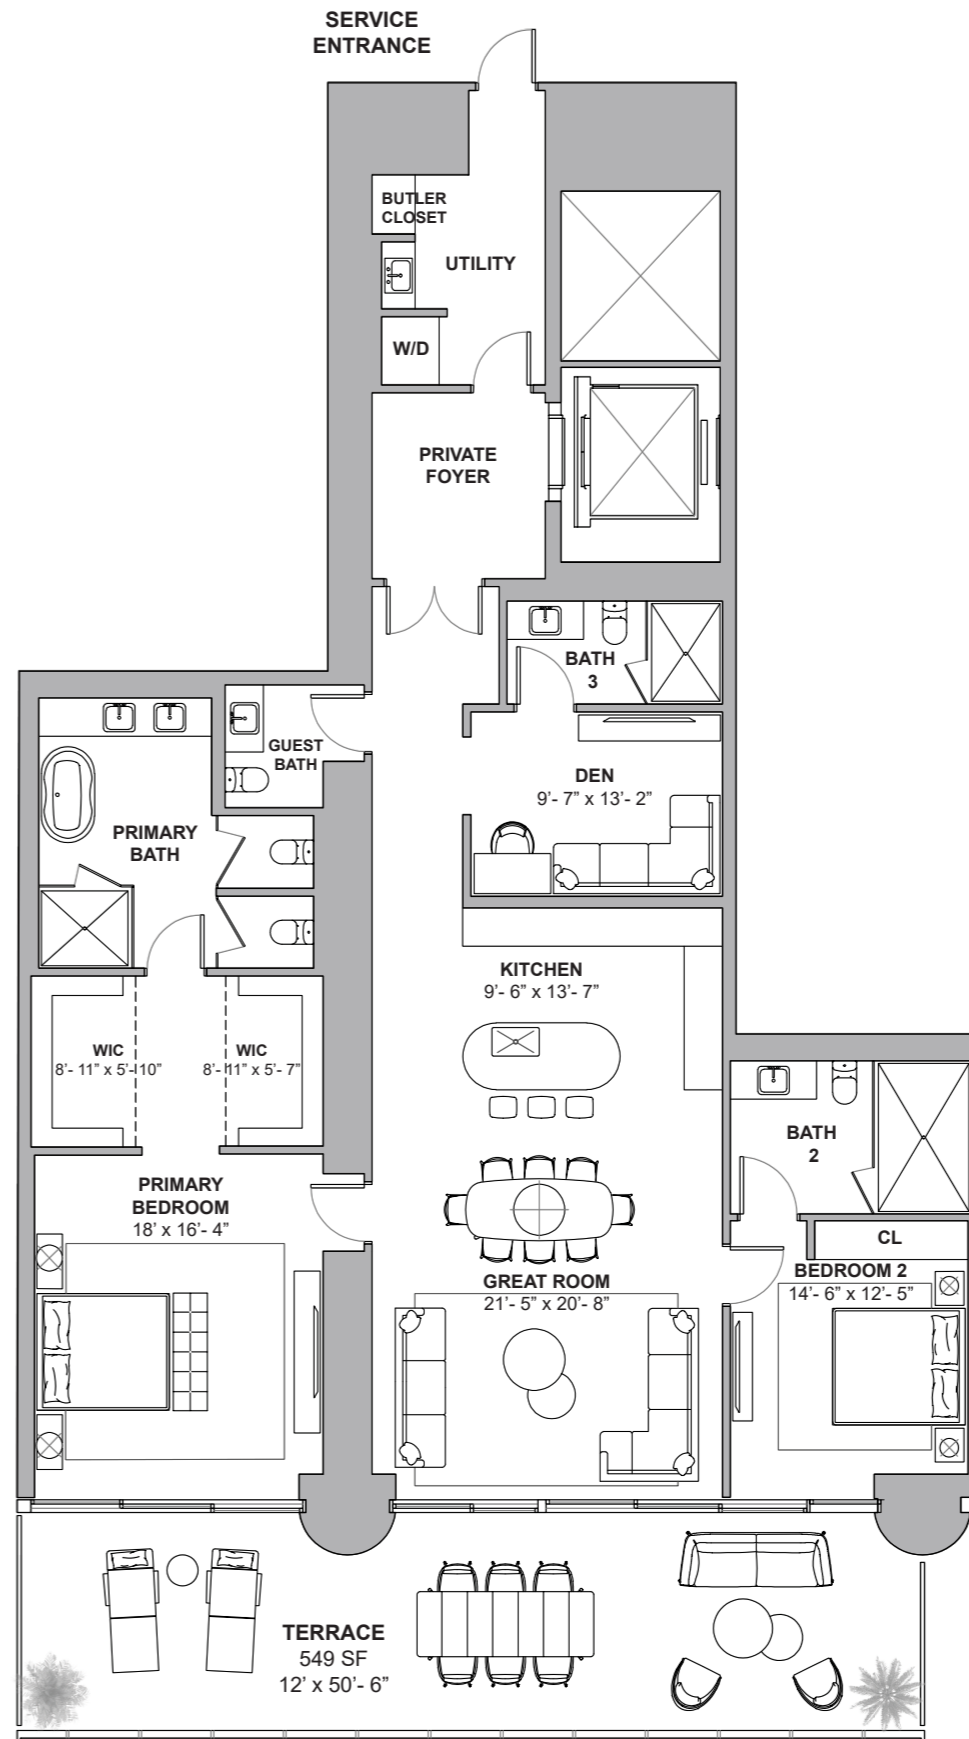 SERVICE
ENTRANCE
BUTLER
CLOSET
UTILITY
W/D
PRIVATE
FOYER
BATH
3
GUEST
BATH
DEN
9'- 7” x 13'- 2”
PRIMARY
BATH
KITCHEN
9'- 6” x 13'- 7”
WIC
8'- 11” x 5'- 10”
WIC
8'- 11” x 5'- 7”
BATH
2
PRIMARY
BEDROOM
18’ x 16'- 4”
CL
BEDROOM 2
14'- 6” x 12'- 5”
GREAT ROOM
21'- 5” x 20'- 8”
TERRACE
549 SF
12’ x 50'- 6”